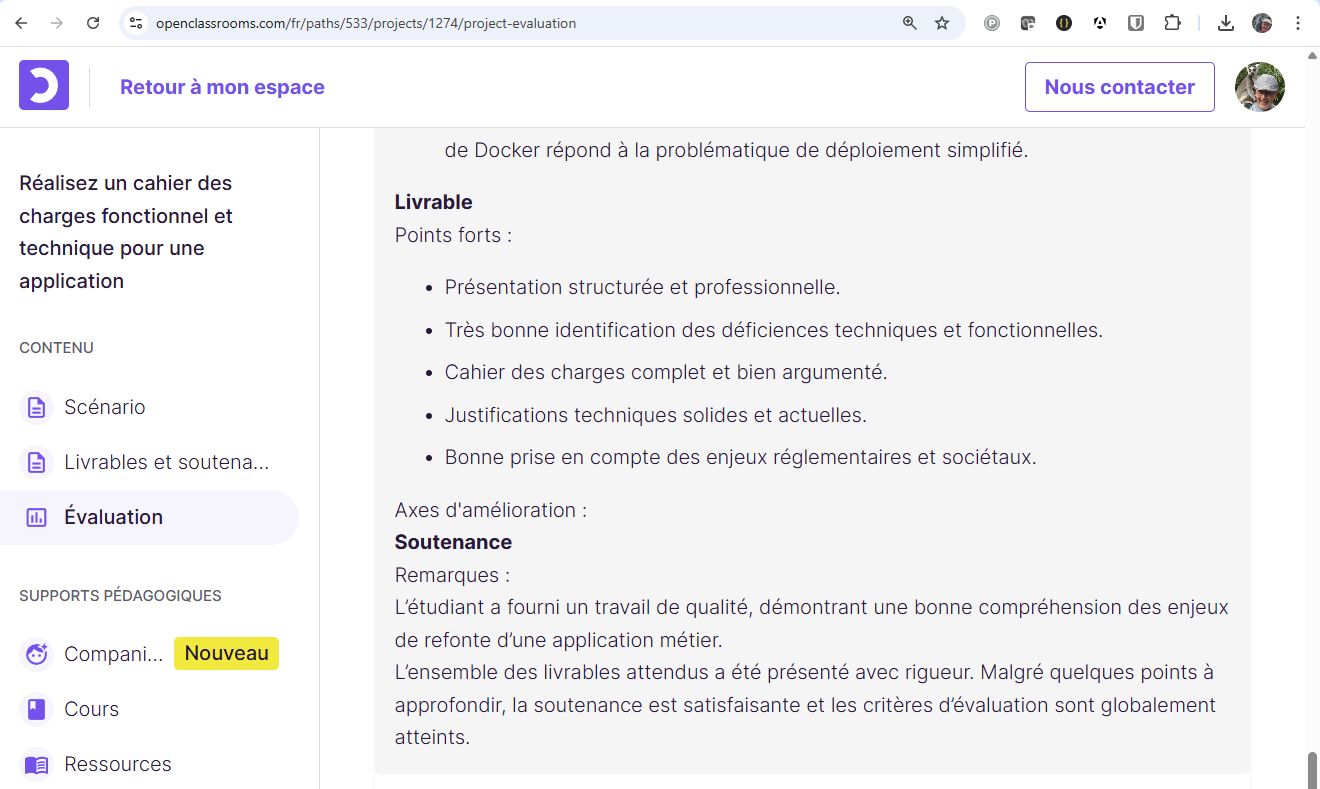 openclassrooms.com/fr/paths/533/projects/1274/project-evaluation
Retour à mon espace
Nous contacter
Réalisez un cahier des
charges fonctionnel et
technique pour une
application
CONTENU
Scénario
Livrables et soutena...
Évaluation
SUPPORTS PÉDAGOGIQUES
Compani...
Nouveau
Cours
Ressources
de Docker répond à la problématique de déploiement simplifié.
Livrable
Points forts :
• Présentation structurée et professionnelle.
• Très bonne identification des déficiences techniques et fonctionnelles.
• Cahier des charges complet et bien argumenté.
• Justifications techniques solides et actuelles.
• Bonne prise en compte des enjeux réglementaires et sociétaux.
Axes d'amélioration :
Soutenance
Remarques :
L’étudiant a fourni un travail de qualité, démontrant une bonne compréhension des enjeux
de refonte d’une application métier.
L’ensemble des livrables attendus a été présenté avec rigueur. Malgré quelques points à
approfondir, la soutenance est satisfaisante et les critères d’évaluation sont globalement
atteints.